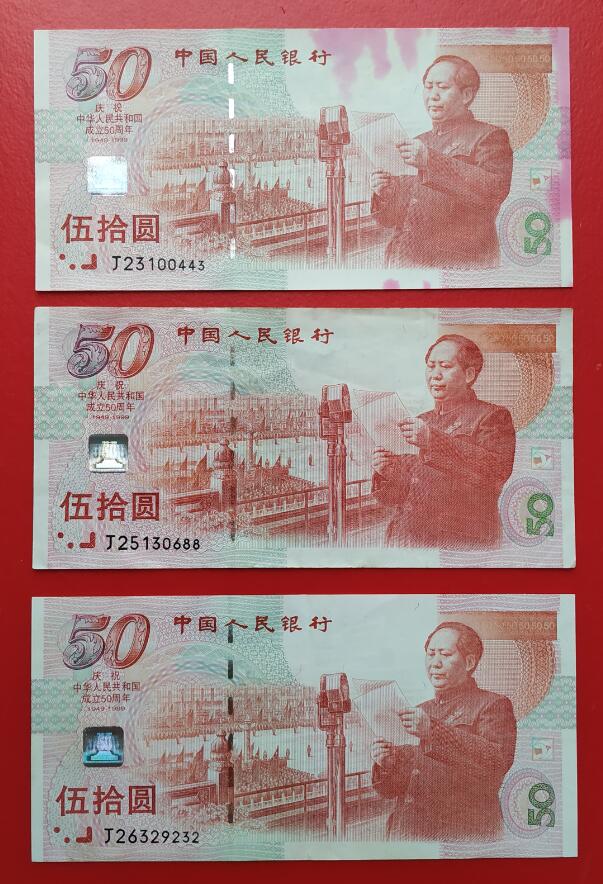 50
中国人民银行
庆祝
中华人民共和国
成立50周年
1949-1999
伍拾圆
J23100443
50
50
中国人民银行
庆祝
中华人民共和国
成立50周年
1949-1999
伍拾圆
J25130688
50
50
中国人民银行
庆祝
中华人民共和国
成立50周年
1949-1999
伍拾圆
J26329232
50